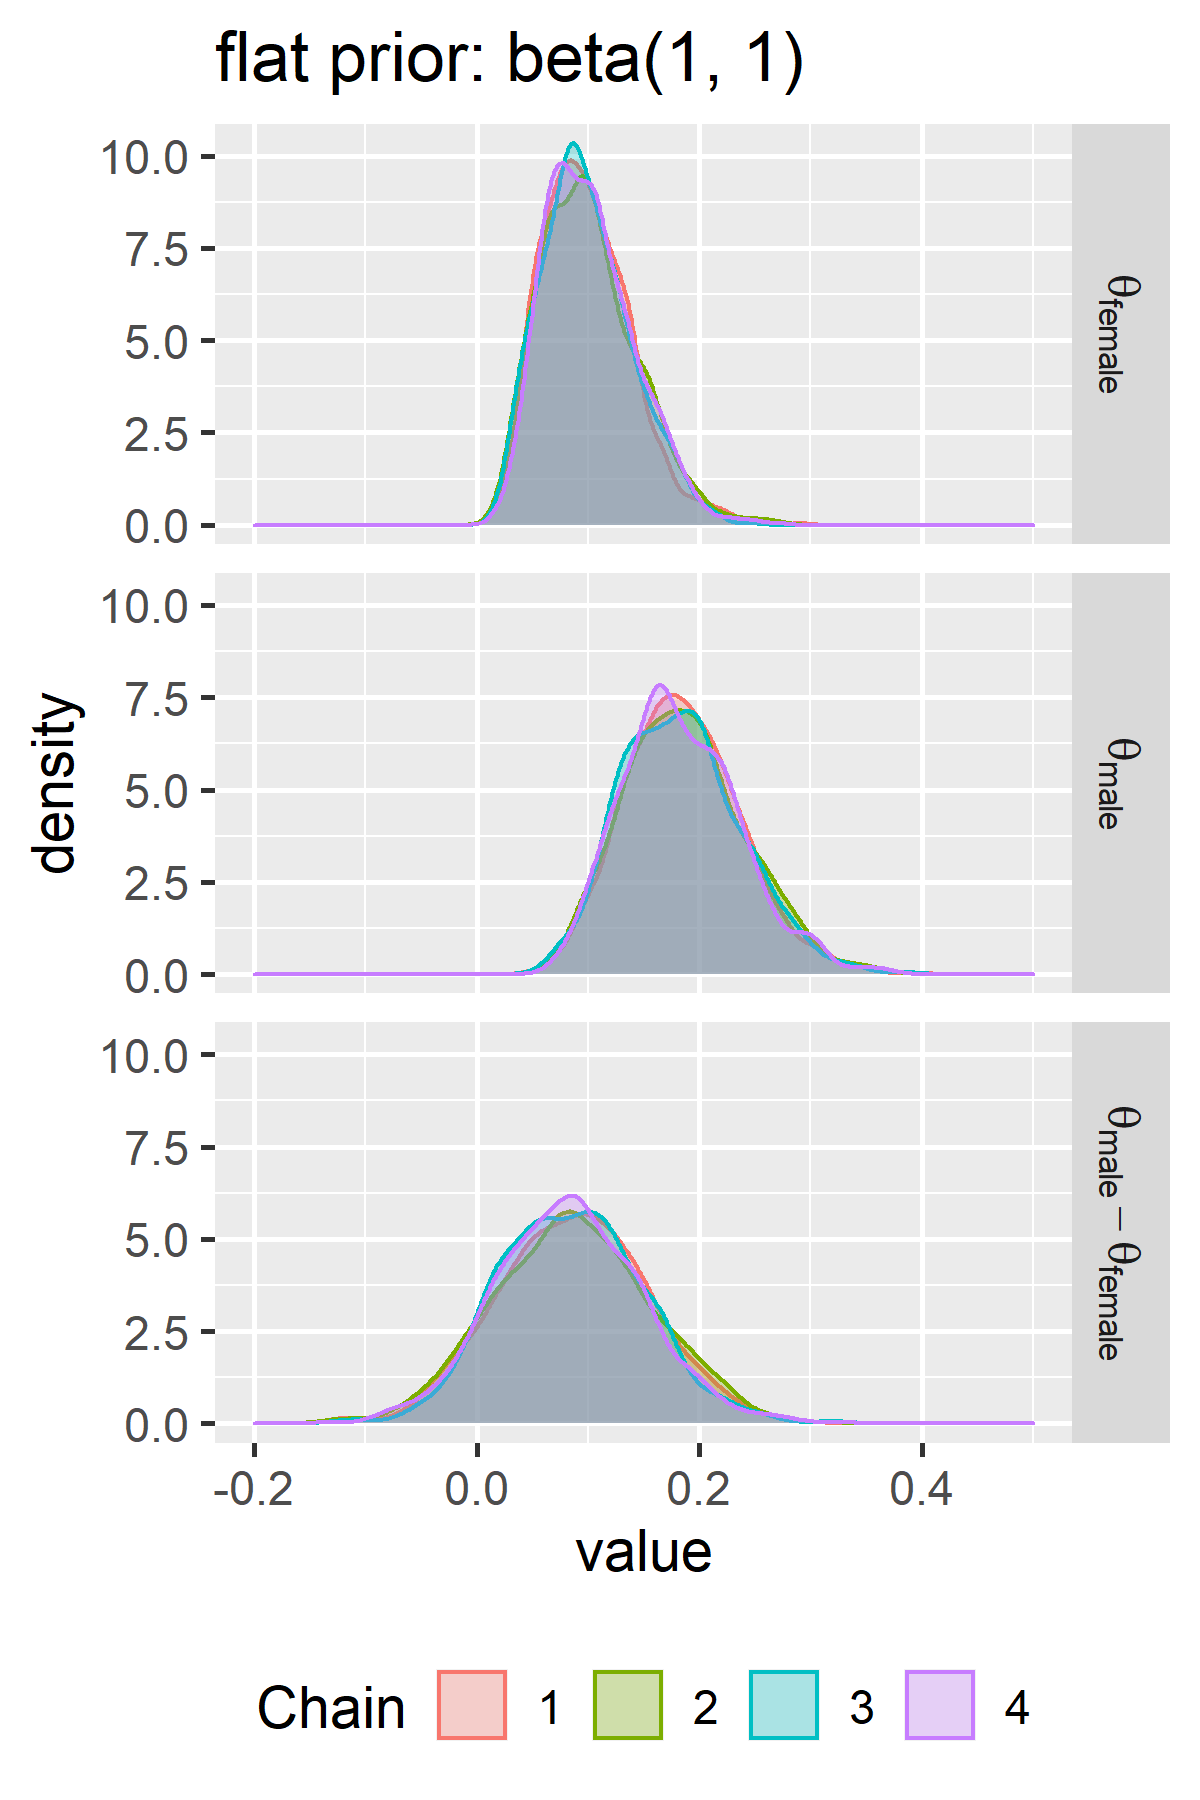 flat prior: beta(1, 1)
10.0
7.5
5.0
2.5
0.0
θfemale
10.0
7.5
5.0
2.5
0.0
θmale
density
10.0
7.5
5.0
2.5
0.0
θmale − θfemale
-0.2 0.0 0.2 0.4
value
Chain 1 2 3 4